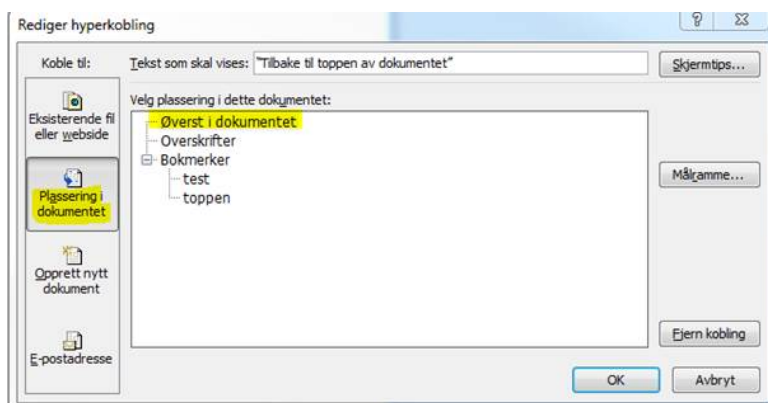 Rediger hyperkobling
Koble til:
Tekst som skal vises: "Tilbake til toppen av dokumentet"
Skjermtips...
Eksisterende fil
eller webside
Plassering i
dokumentet
Opprett nytt
dokument
E-postadresse
Velg plassering i dette dokumentet:
Øverst i dokumentet
Overskrifter
Bokmerker
test
toppen
Målramme...
Fjern kobling
OK
Avbryt